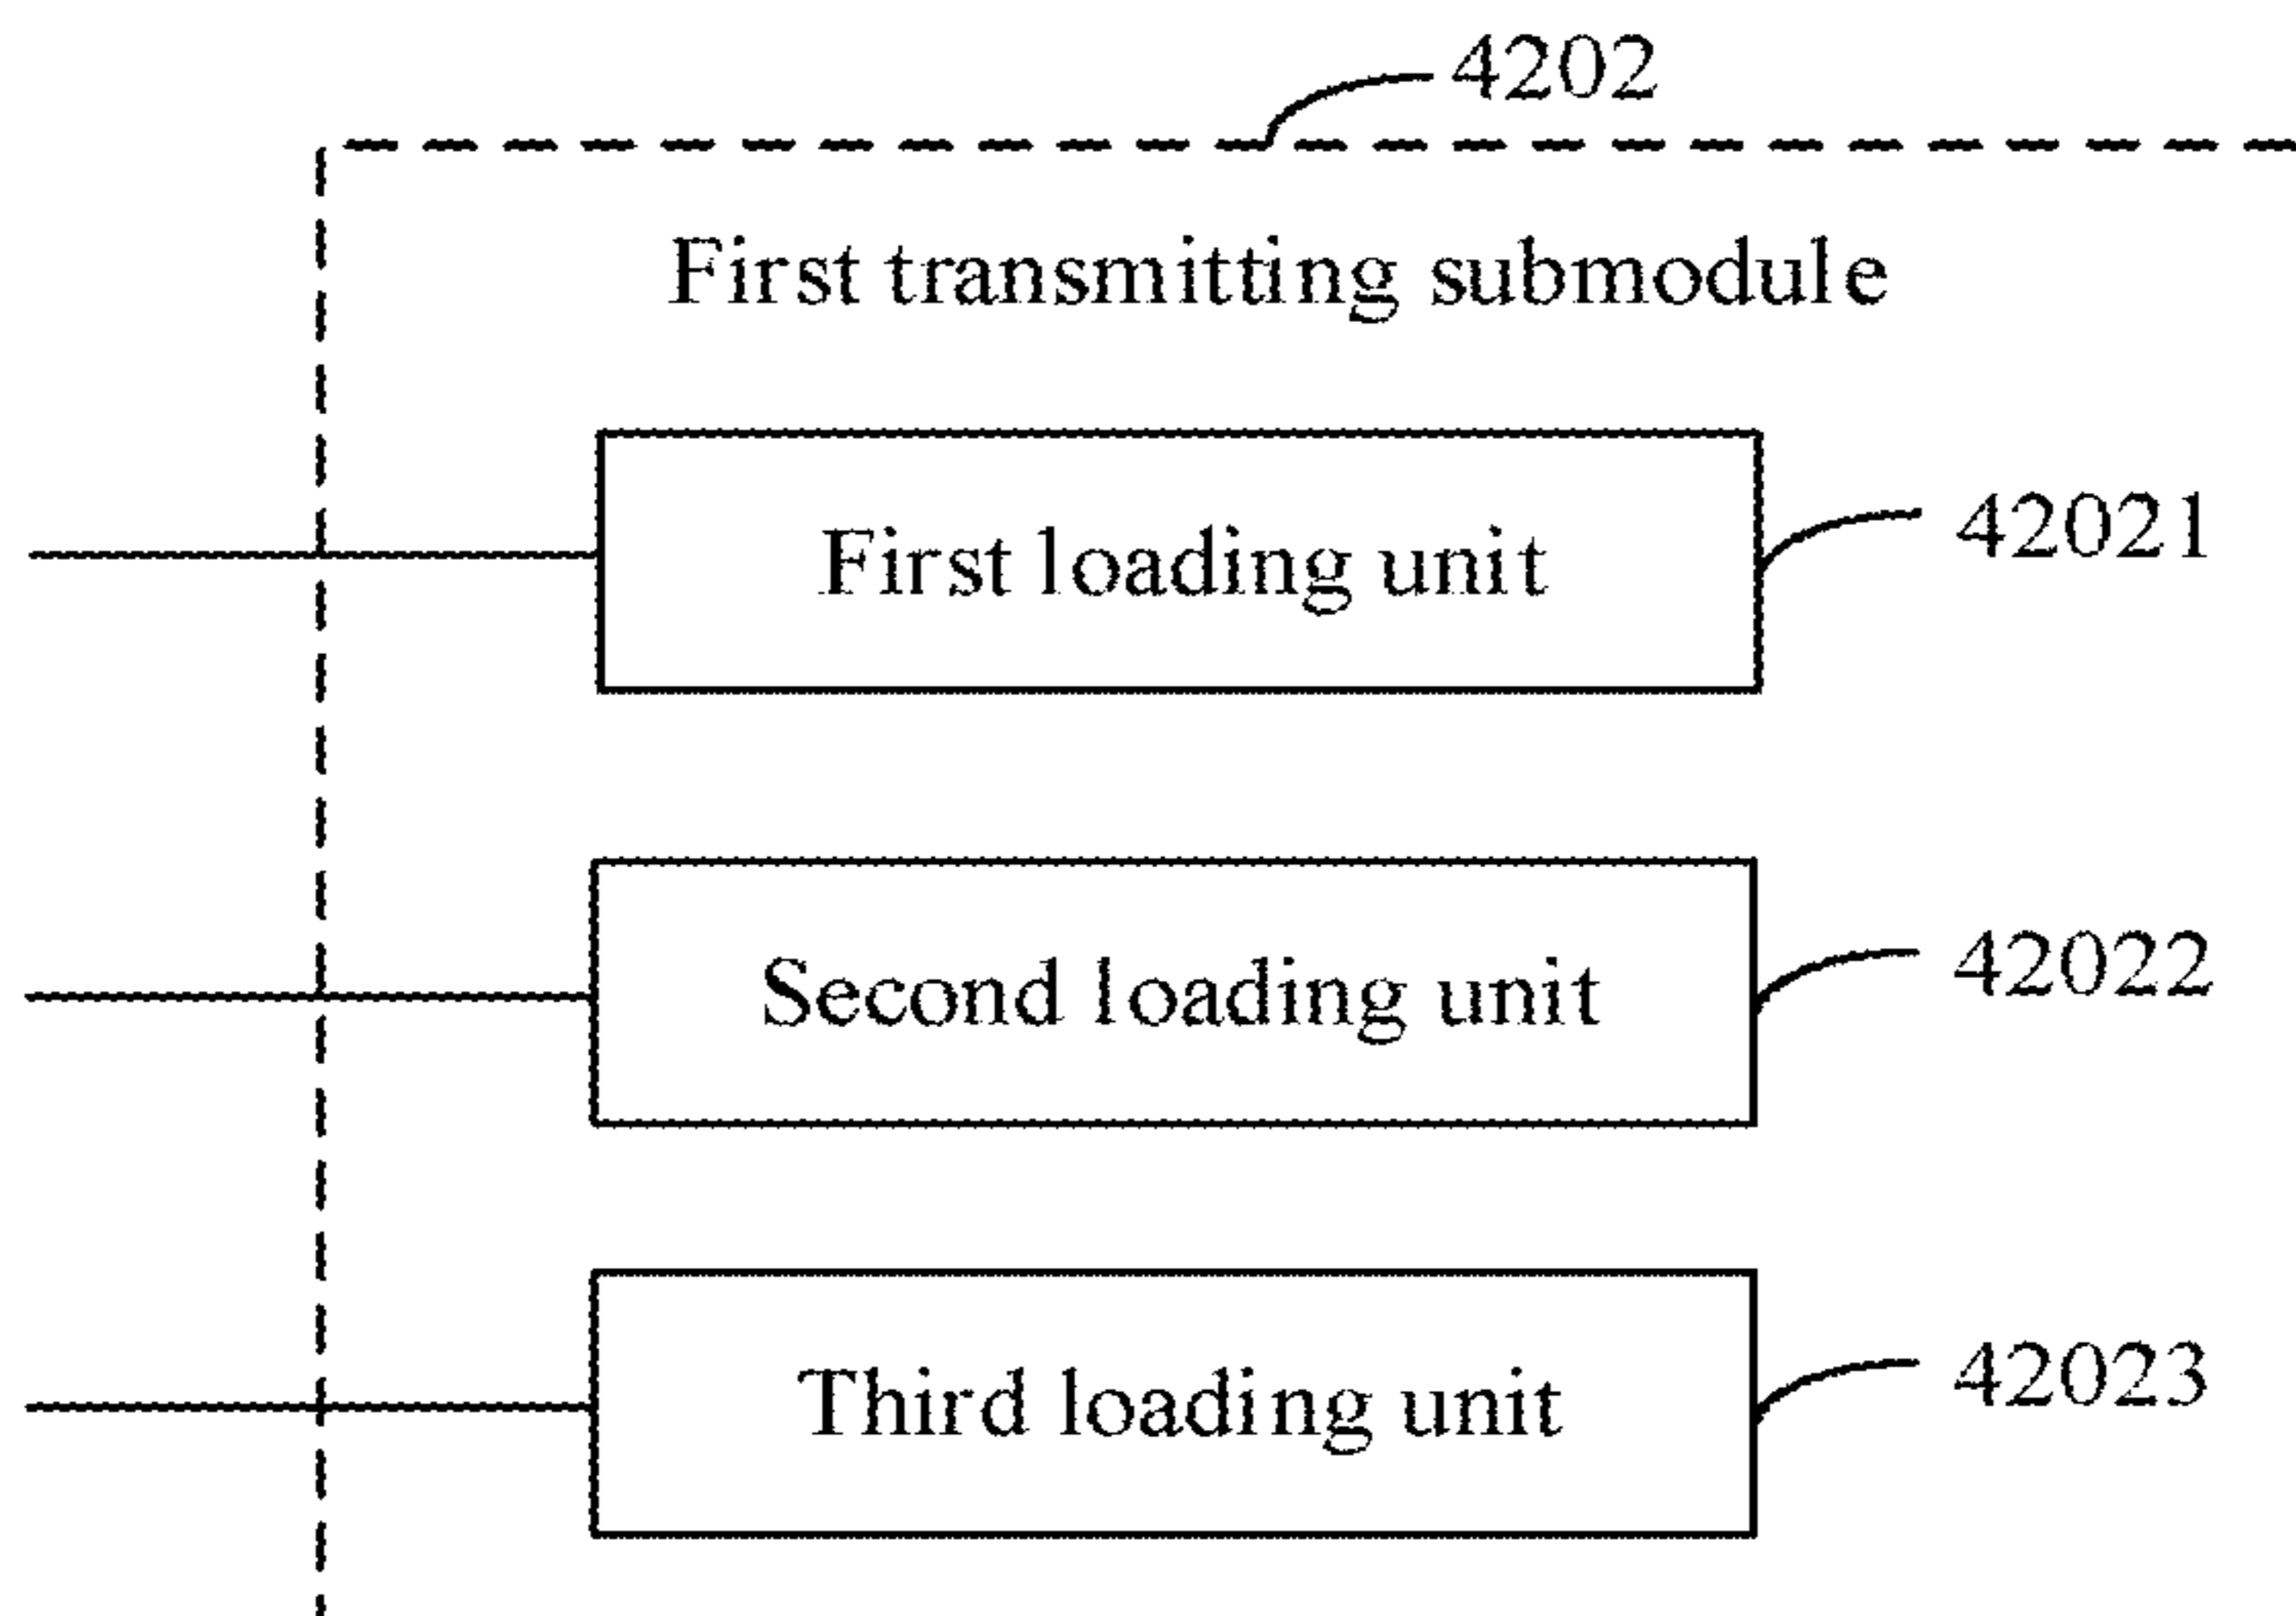 4202
First transmitting submodule
First loading unit
42021
Second loading unit
42022
Third loading unit
42023